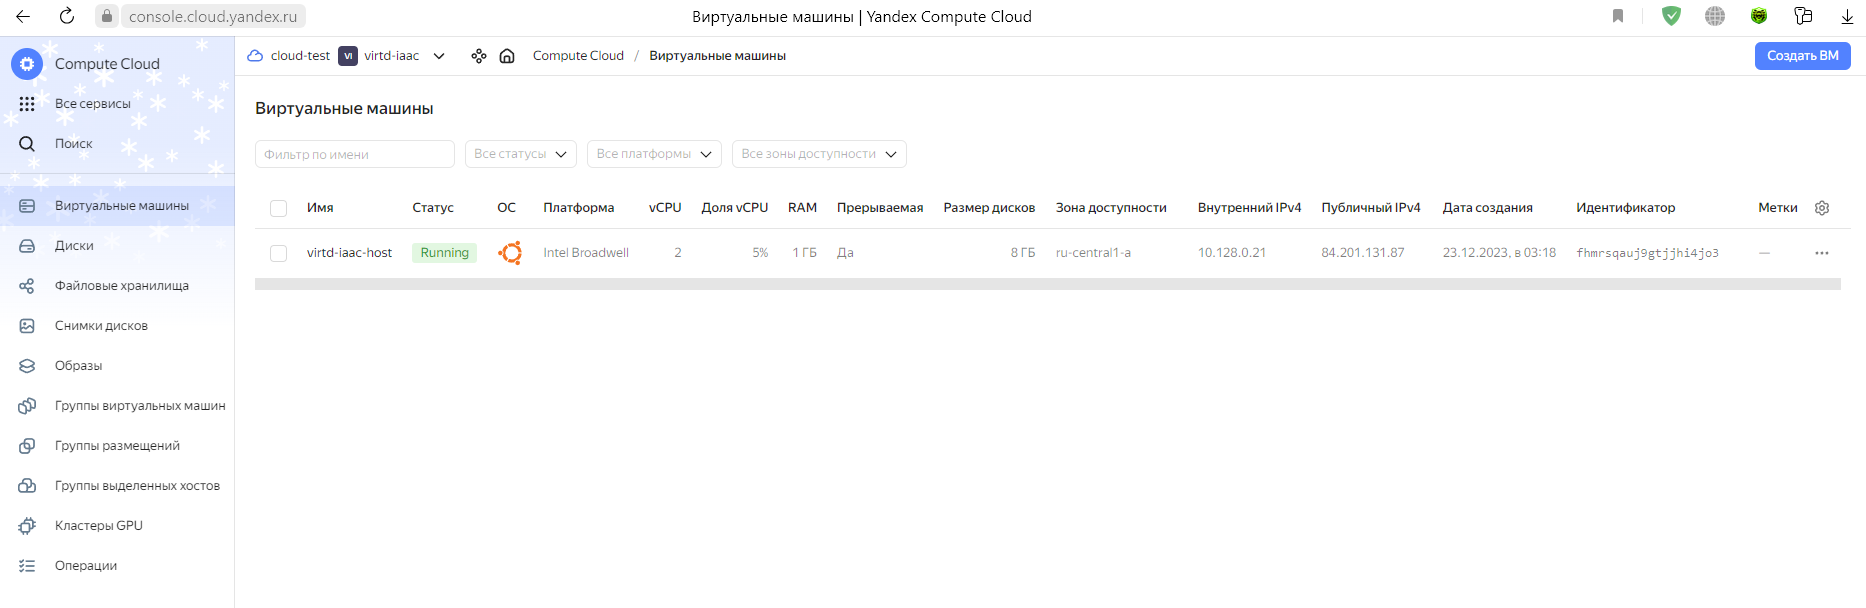 console.cloud.yandex.ru
Виртуальные машины | Yandex Compute Cloud
Compute Cloud
Все сервисы
Поиск
Виртуальные машины
Диски
Файловые хранилища
Снимки дисков
Образы
Группы виртуальных машин
Группы размещений
Группы выделенных хостов
Кластеры GPU
Операции
cloud-test VI virtd-iaac Compute Cloud / Виртуальные машины
Создать ВМ
Виртуальные машины
Фильтр по имени Все статусы Все платформы Все зоны доступности
Имя Статус ОС Платформа vCPU Доля vCPU RAM Прерываемая Размер дисков Зона доступности Внутренний IPv4 Публичный IPv4 Дата создания Идентификатор Метки
virtd-iaac-host Running Intel Broadwell 2 5% 1 ГБ Да 8 ГБ ru-central1-a 10.128.0.21 84.201.131.87 23.12.2023, в 03:18 fhmrsqauj9gtjjhi4jo3 —